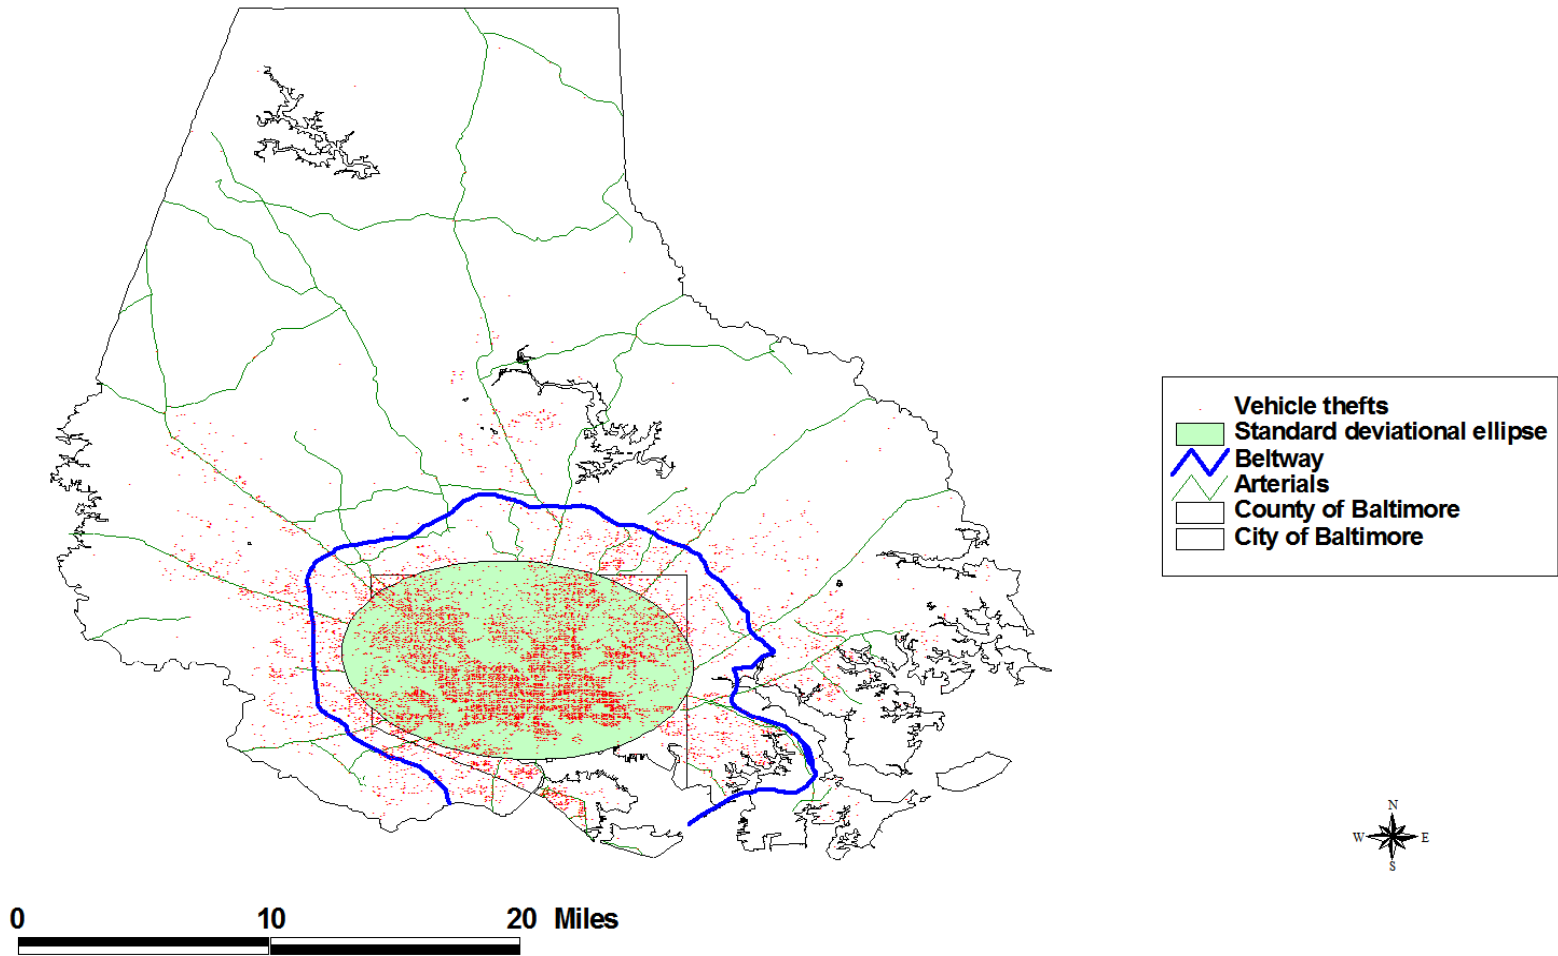 Vehicle thefts
Standard deviational ellipse
Beltway
Arterials
County of Baltimore
City of Baltimore
N
W E
S
0 10 20 Miles